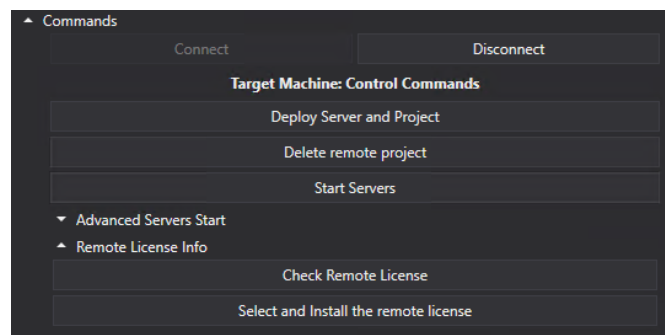 Commands
Connect Disconnect
Target Machine: Control Commands
Deploy Server and Project
Delete remote project
Start Servers
Advanced Servers Start
Remote License Info
Check Remote License
Select and Install the remote license